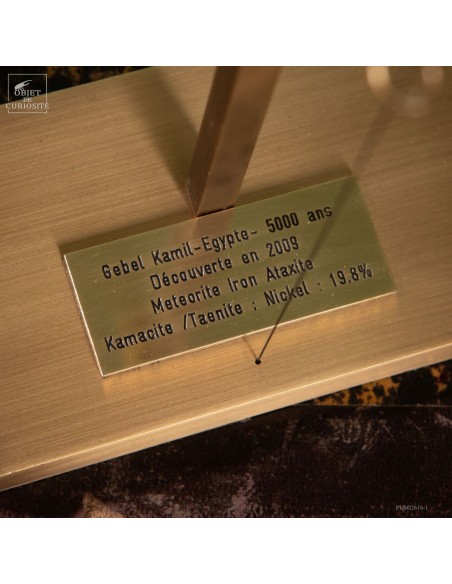 OBJET
DE
CURIOSITÉ
Gebel Kamil-Egypte- 5000 ans
Découverte en 2009
Meteorite Iron Ataxite
Kamacite /Taenite : Nickel : 19,8%